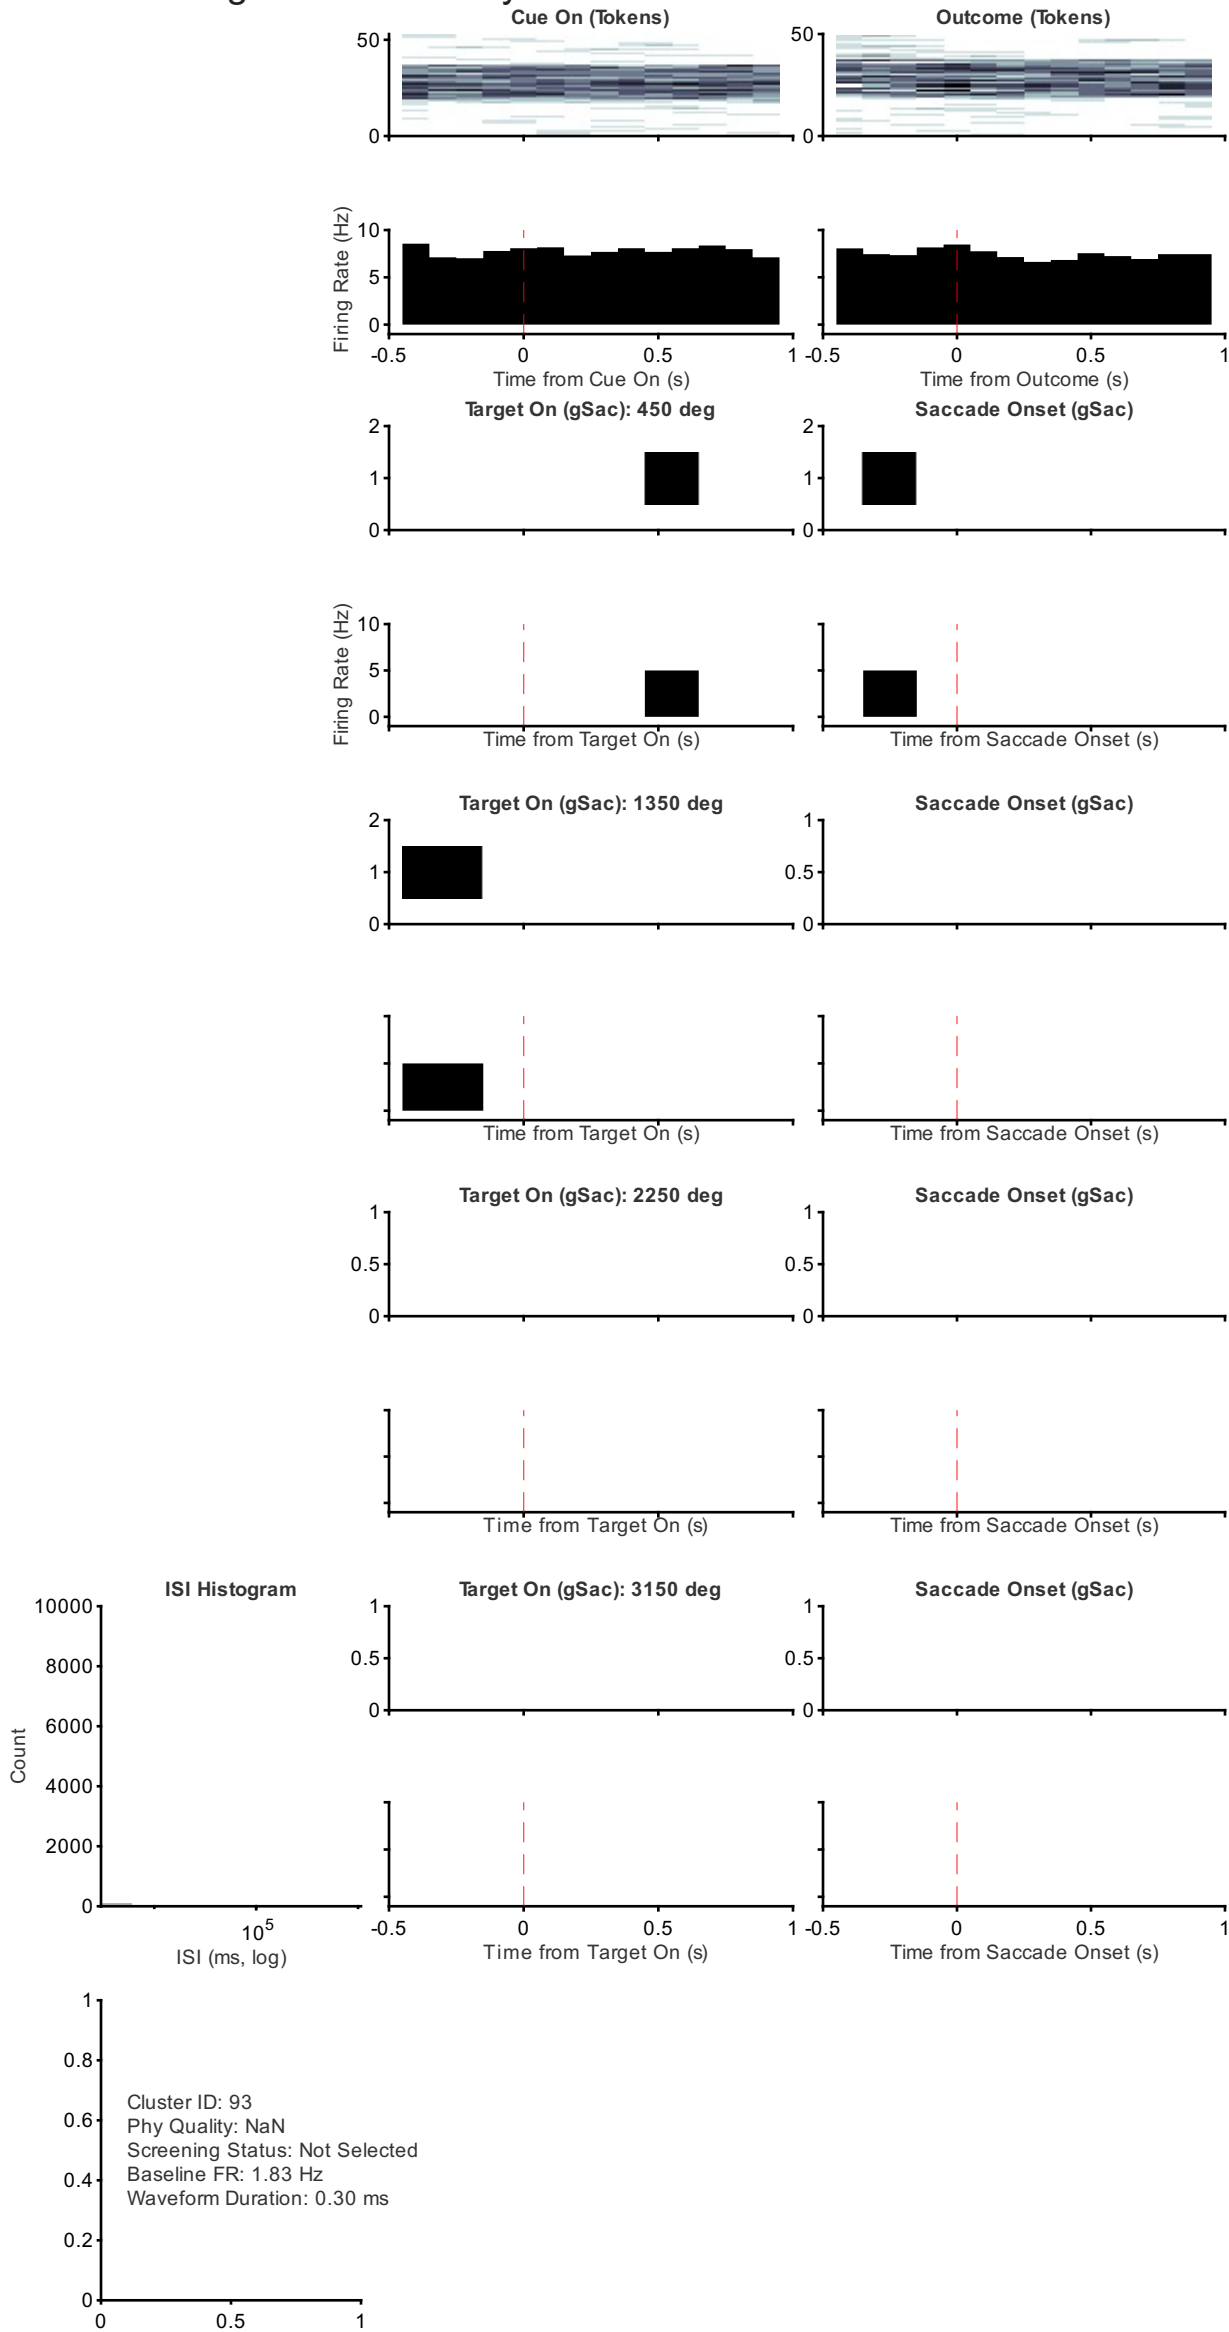 Cue On (Tokens)
Outcome (Tokens)
50
0
50
0
Firing Rate (Hz)
10
5
0
-0.5
0
0.5
1
Time from Cue On (s)
-0.5
0
0.5
1
Time from Outcome (s)
Target On (gSac): 450 deg
Saccade Onset (gSac)
2
1
0
2
1
0
Firing Rate (Hz)
10
5
0
Time from Target On (s)
Time from Saccade Onset (s)
Target On (gSac): 1350 deg
Saccade Onset (gSac)
2
1
0
1
0.5
0
Time from Target On (s)
Time from Saccade Onset (s)
Target On (gSac): 2250 deg
Saccade Onset (gSac)
1
0.5
0
1
0.5
0
Time from Target On (s)
Time from Saccade Onset (s)
ISI Histogram
Target On (gSac): 3150 deg
Saccade Onset (gSac)
10000
8000
6000
4000
2000
0
Count
10^5
ISI (ms, log)
1
0.5
0
1
0.5
0
-0.5
0
0.5
1
Time from Target On (s)
-0.5
0
0.5
1
Time from Saccade Onset (s)
1
0.8
0.6
0.4
0.2
0
Cluster ID: 93
Phy Quality: NaN
Screening Status: Not Selected
Baseline FR: 1.83 Hz
Waveform Duration: 0.30 ms
0
0.5
1